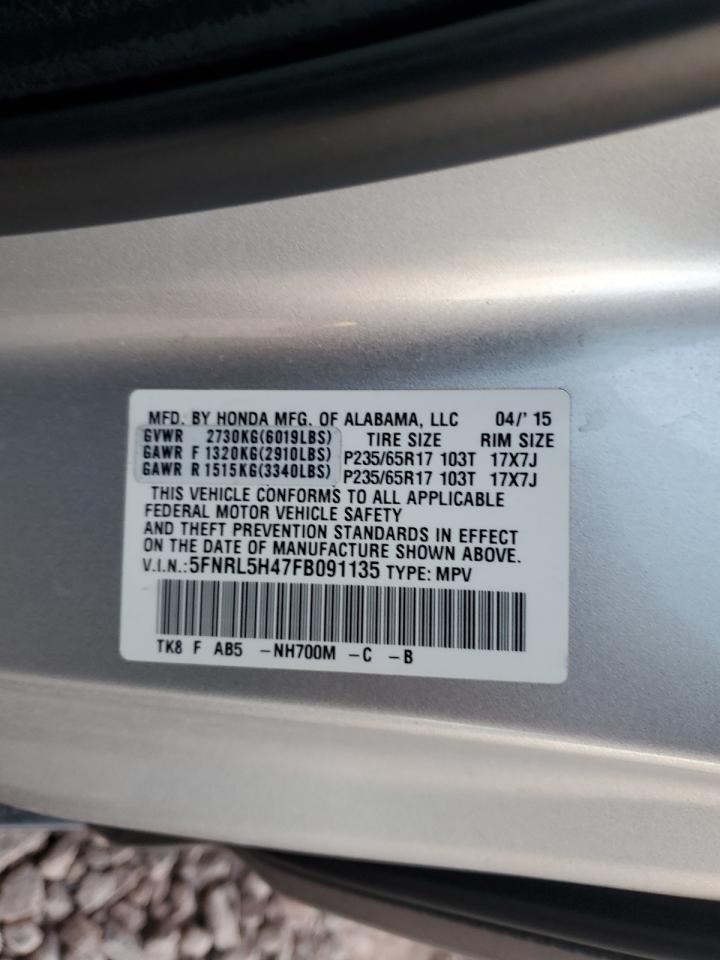 MFD. BY HONDA MFG. OF ALABAMA, LLC 04/' 15
GVWR 2730KG(6019LBS) TIRE SIZE RIM SIZE
GAWR F 1320KG(2910LBS) P235/65R17 103T 17X7J
GAWR R 1515KG(3340LBS) P235/65R17 103T 17X7J
THIS VEHICLE CONFORMS TO ALL APPLICABLE
FEDERAL MOTOR VEHICLE SAFETY
AND THEFT PREVENTION STANDARDS IN EFFECT
ON THE DATE OF MANUFACTURE SHOWN ABOVE.
V.I.N.:5FNRL5H47FB091135 TYPE: MPV
TK8 F AB5 -NH700M -C -B